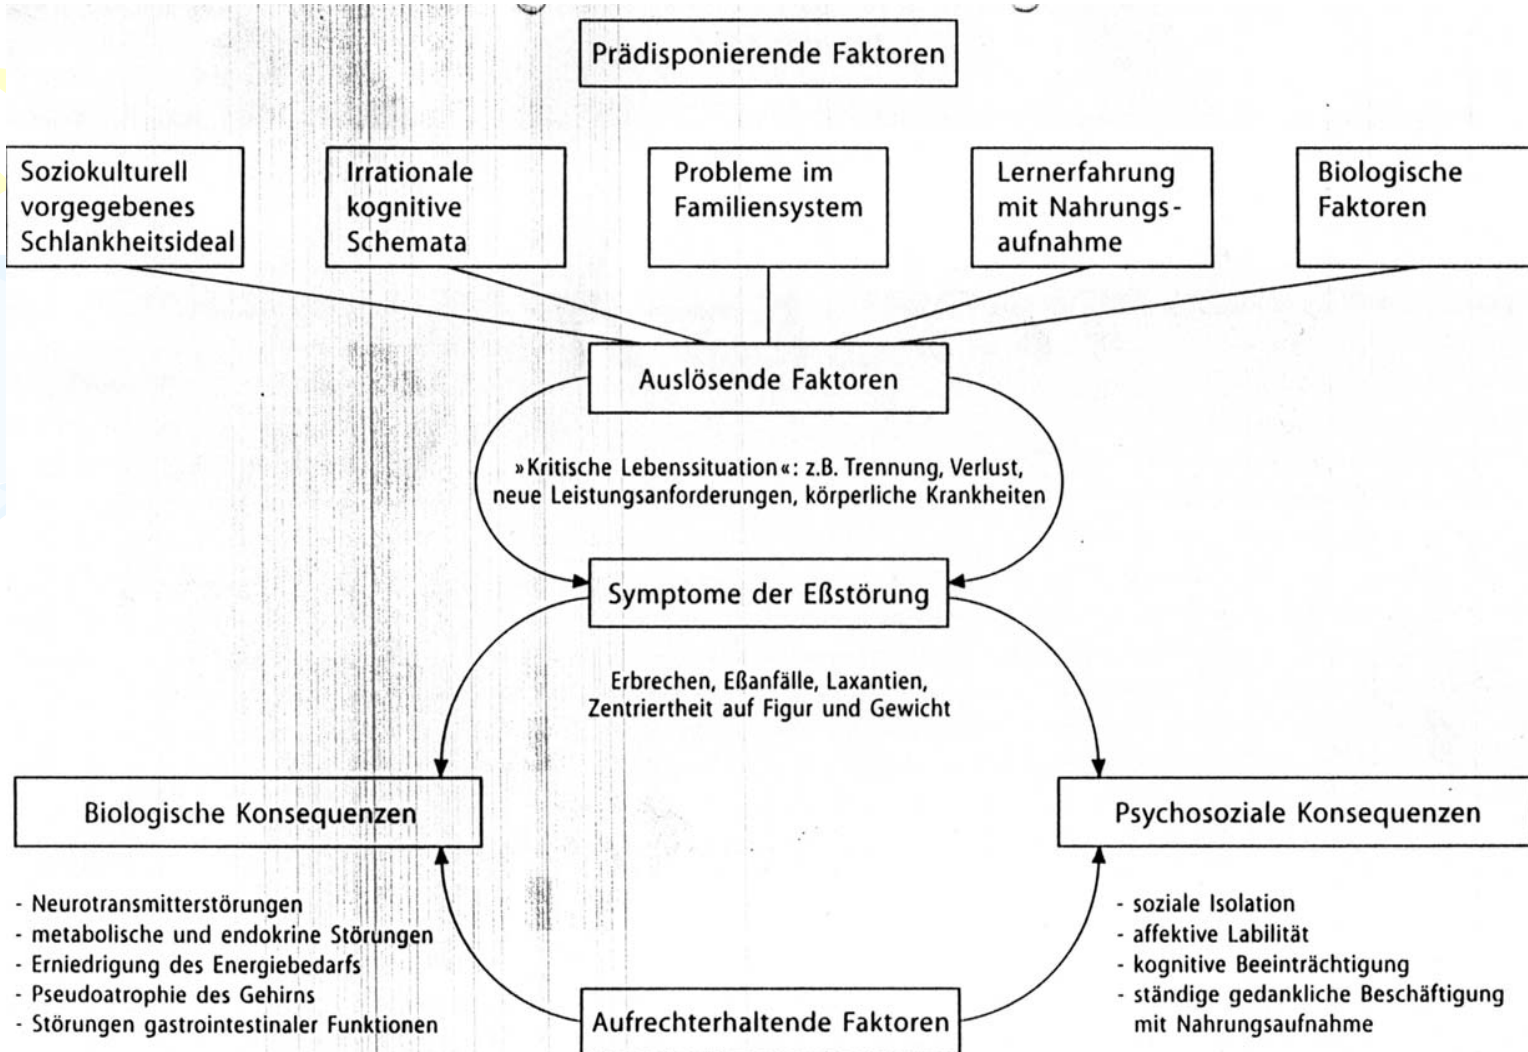 Prädisponierende Faktoren
Soziokulturell
vorgegebenes
Schlankheitsideal
Irrationale
kognitive
Schemata
Probleme im
Familiensystem
Lernerfahrung
mit Nahrungs-
aufnahme
Biologische
Faktoren
Auslösende Faktoren
»Kritische Lebenssituation«: z.B. Trennung, Verlust,
neue Leistungsanforderungen, körperliche Krankheiten
Symptome der Eßstörung
Erbrechen, Eßanfälle, Laxantien,
Zentriertheit auf Figur und Gewicht
Biologische Konsequenzen
- Neurotransmitterstörungen
- metabolische und endokrine Störungen
- Erniedrigung des Energiebedarfs
- Pseudoatrophie des Gehirns
- Störungen gastrointestinaler Funktionen
Psychosoziale Konsequenzen
- soziale Isolation
- affektive Labilität
- kognitive Beeinträchtigung
- ständige gedankliche Beschäftigung
mit Nahrungsaufnahme
Aufrechterhaltende Faktoren